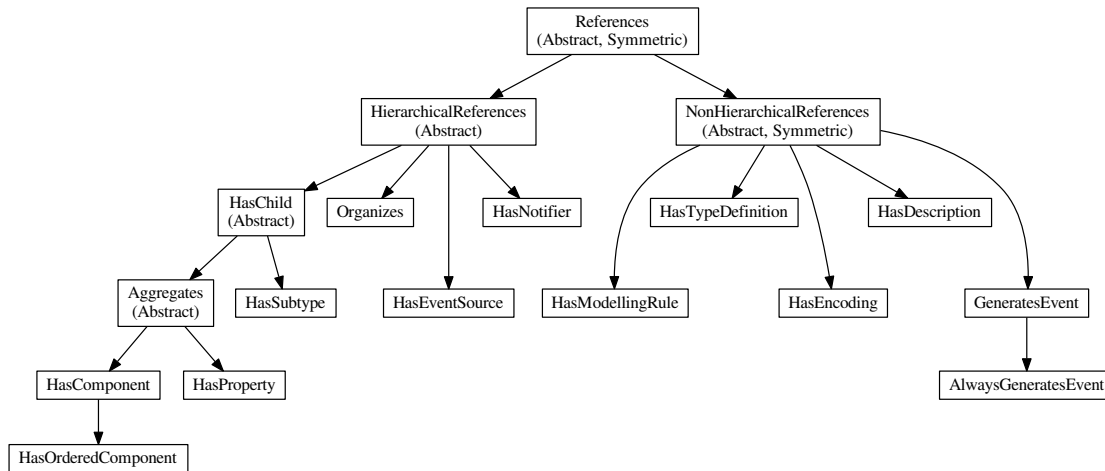 References
(Abstract, Symmetric)
HierarchicalReferences
(Abstract)
NonHierarchicalReferences
(Abstract, Symmetric)
HasChild
(Abstract)
Organizes
HasNotifier
HasTypeDefinition
HasDescription
Aggregates
(Abstract)
HasSubtype
HasEventSource
HasModellingRule
HasEncoding
GeneratesEvent
HasComponent
HasProperty
AlwaysGeneratesEvent
HasOrderedComponent